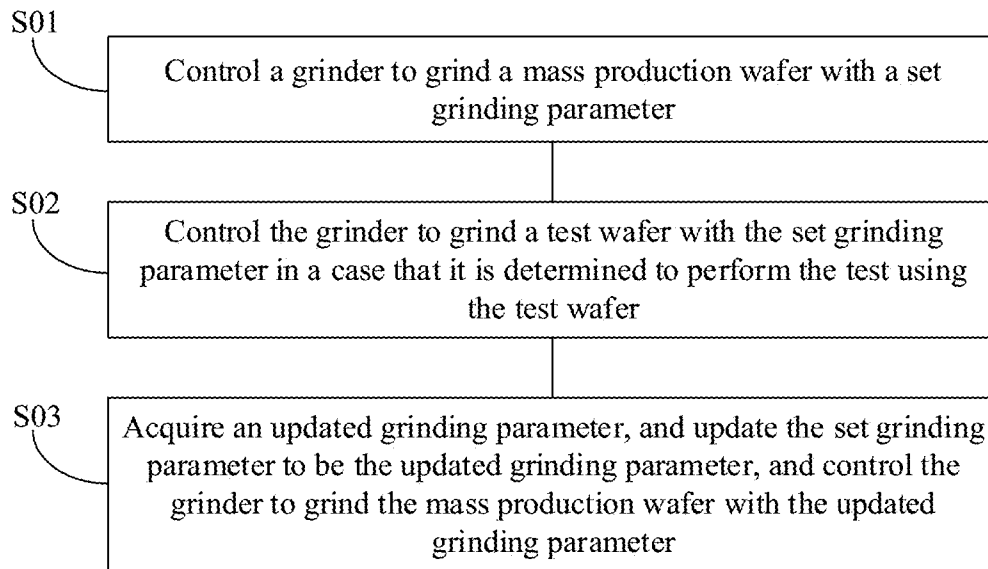 S01
Control a grinder to grind a mass production wafer with a set
grinding parameter
S02
Control the grinder to grind a test wafer with the set grinding
parameter in a case that it is determined to perform the test using
the test wafer
S03
Acquire an updated grinding parameter, and update the set grinding
parameter to be the updated grinding parameter, and control the
grinder to grind the mass production wafer with the updated
grinding parameter